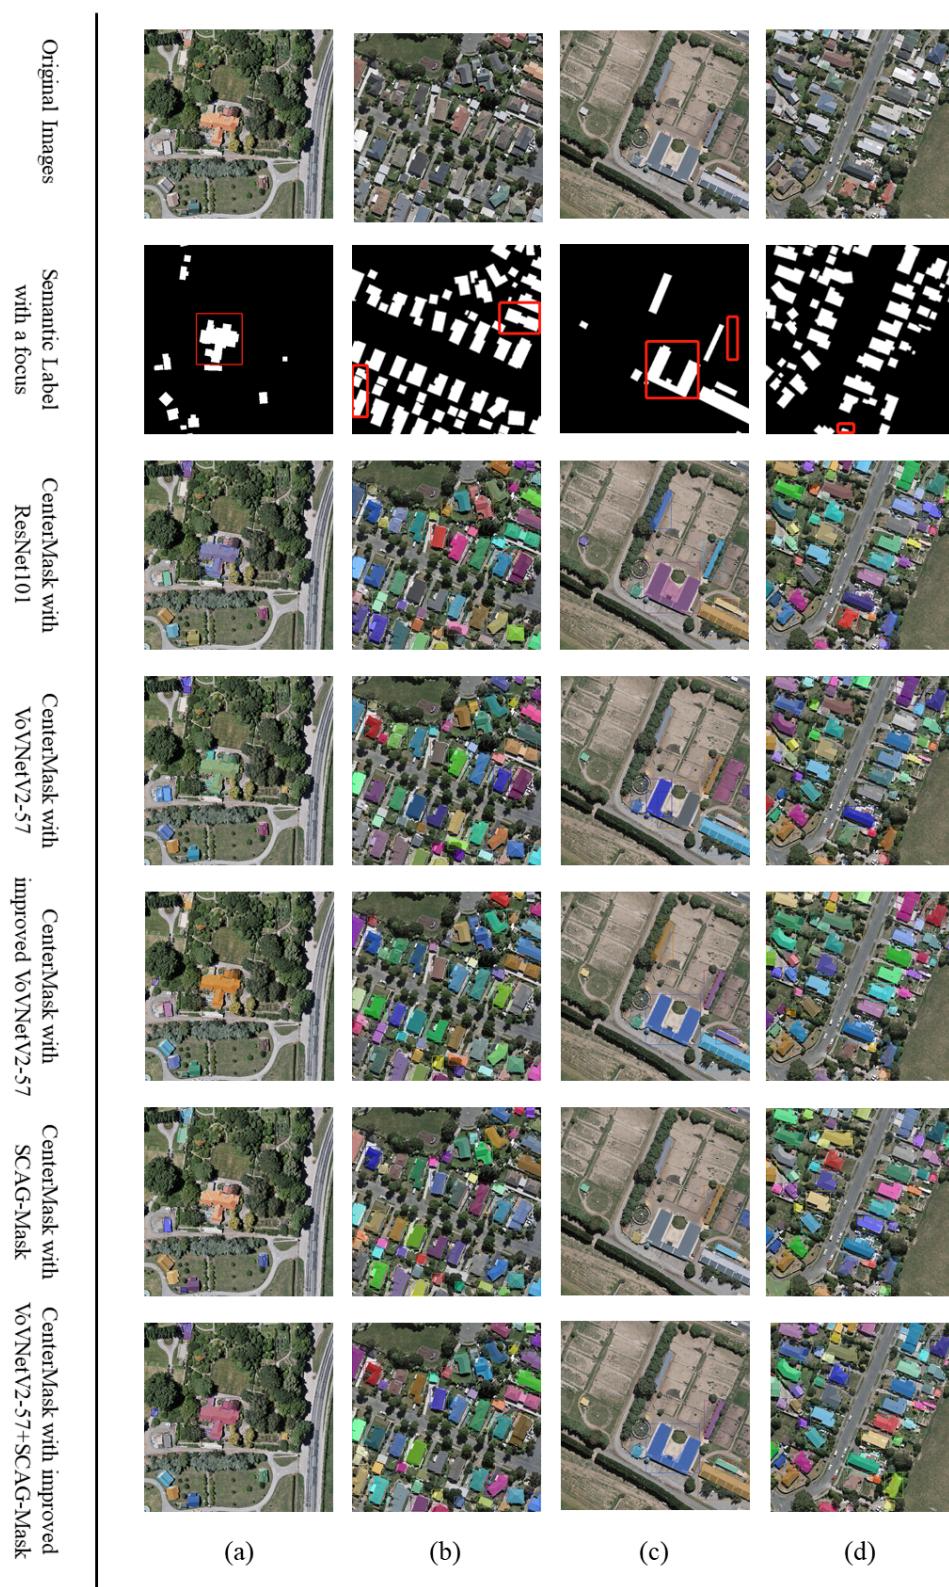 Original Images
Semantic Label
with a focus
CenterMask with
ResNet101
CenterMask with
VoVNetV2-57
CenterMask with
improved VoVNetV2-57
CenterMask with
SCAG-Mask
CenterMask with improved
VoVNetV2-57+SCAG-Mask
(a)
(b)
(c)
(d)